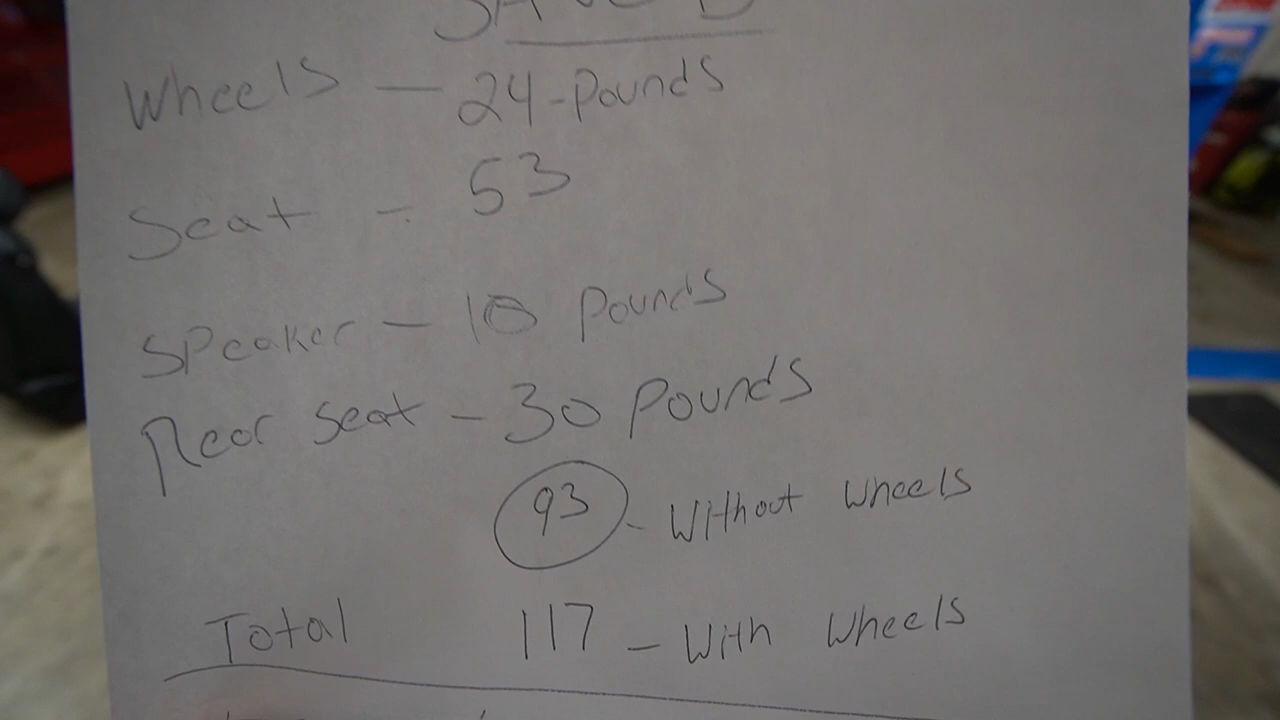 Wheels — 24-Pounds
Seat - 53
Speaker — 10 Pounds
Rear Seat - 30 Pounds
93 - Without Wheels
Total 117 - With Wheels